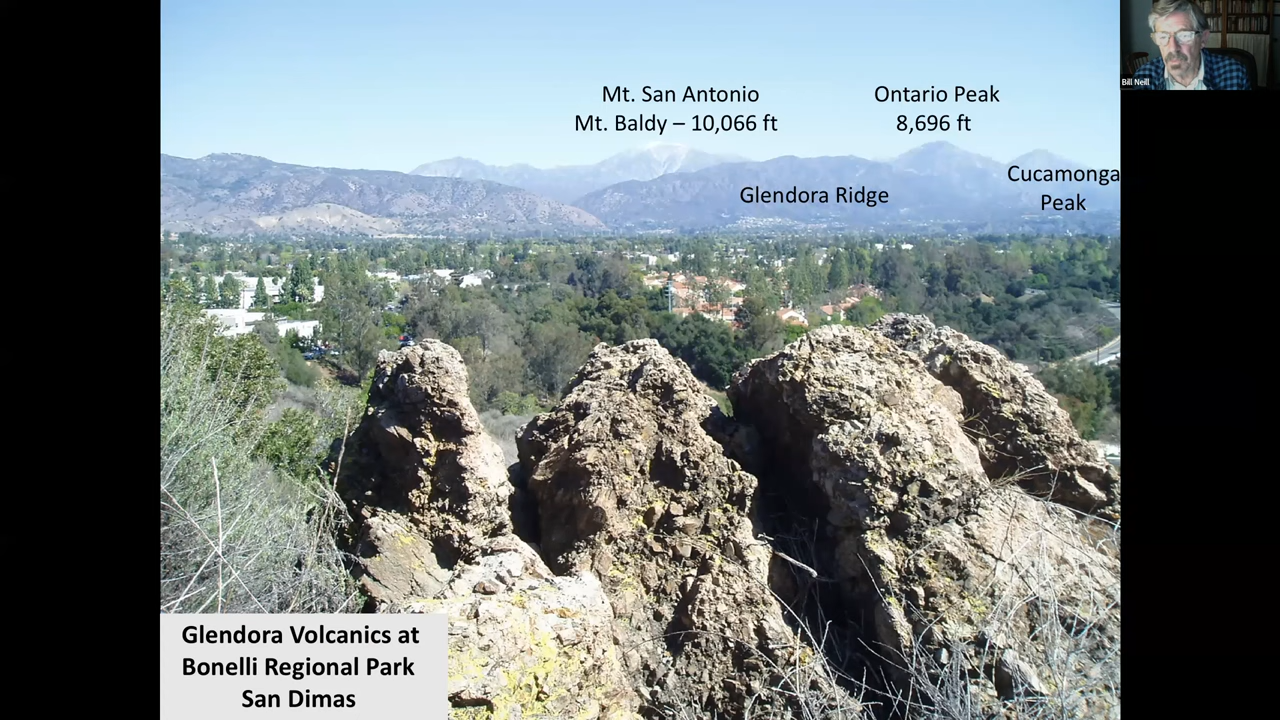 Bill Neill
Mt. San Antonio
Mt. Baldy – 10,066 ft
Ontario Peak
8,696 ft
Cucamonga
Peak
Glendora Ridge
Glendora Volcanics at
Bonelli Regional Park
San Dimas